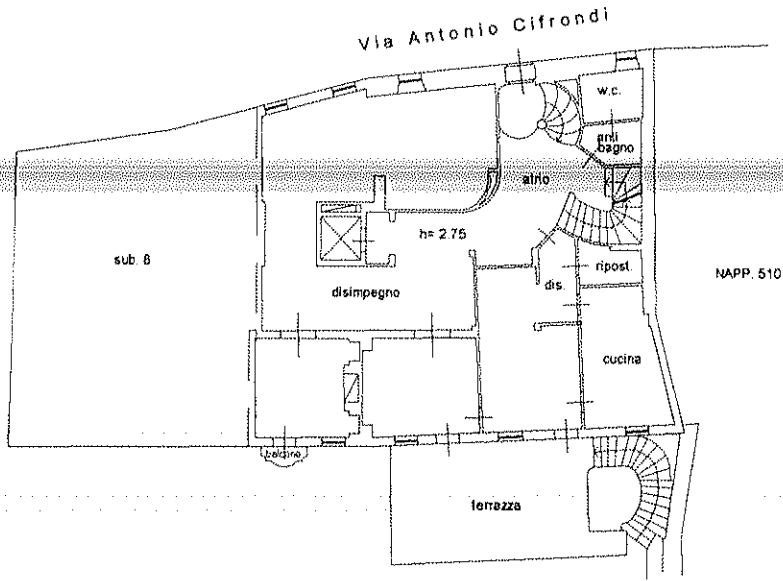 Via Antonio Cifrondi
w.c.
anti
bagno
atrio
h= 2.75
sub. 8
ripost.
NAPP. 510
dis.
disimpegno
cucina
balcone
terrazza